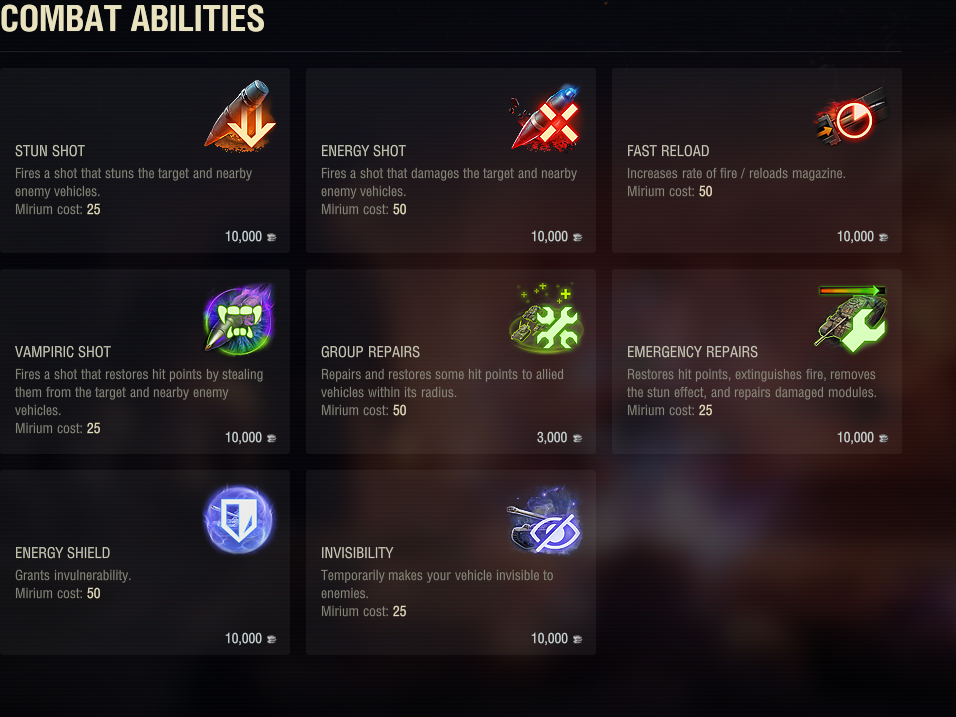 COMBAT ABILITIES
STUN SHOT
Fires a shot that stuns the target and nearby
enemy vehicles.
Mirium cost: 25
10,000
ENERGY SHOT
Fires a shot that damages the target and nearby
enemy vehicles.
Mirium cost: 50
10,000
FAST RELOAD
Increases rate of fire / reloads magazine.
Mirium cost: 50
10,000
VAMPIRIC SHOT
Fires a shot that restores hit points by stealing
them from the target and nearby enemy
vehicles.
Mirium cost: 25
10,000
GROUP REPAIRS
Repairs and restores some hit points to allied
vehicles within its radius.
Mirium cost: 50
3,000
EMERGENCY REPAIRS
Restores hit points, extinguishes fire, removes
the stun effect, and repairs damaged modules.
Mirium cost: 25
10,000
ENERGY SHIELD
Grants invulnerability.
Mirium cost: 50
10,000
INVISIBILITY
Temporarily makes your vehicle invisible to
enemies.
Mirium cost: 25
10,000